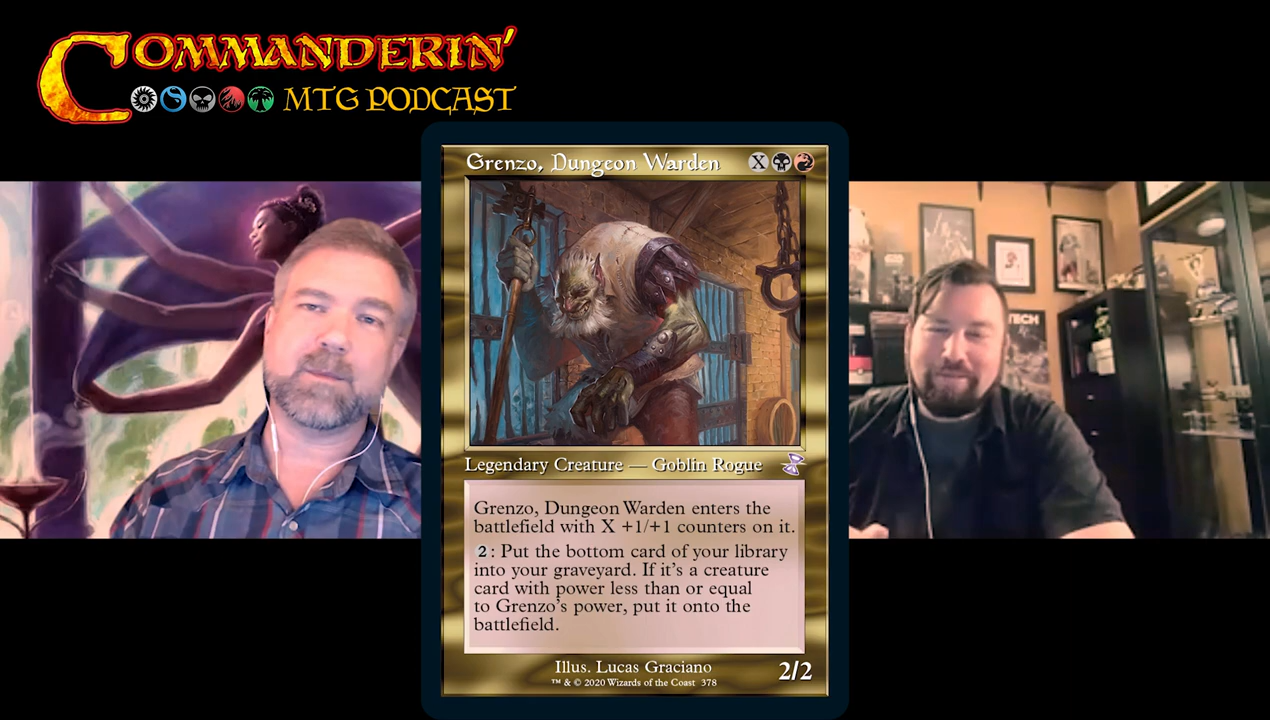 COMMANDERIN'
MTG PODCAST
Grenzo, Dungeon Warden X
TECH
Legendary Creature — Goblin Rogue
Grenzo, Dungeon Warden enters the
battlefield with X +1/+1 counters on it.
2: Put the bottom card of your library
into your graveyard. If it's a creature
card with power less than or equal
to Grenzo's power, put it onto the
battlefield.
Illus. Lucas Graciano
™ & © 2020 Wizards of the Coast 378
2/2